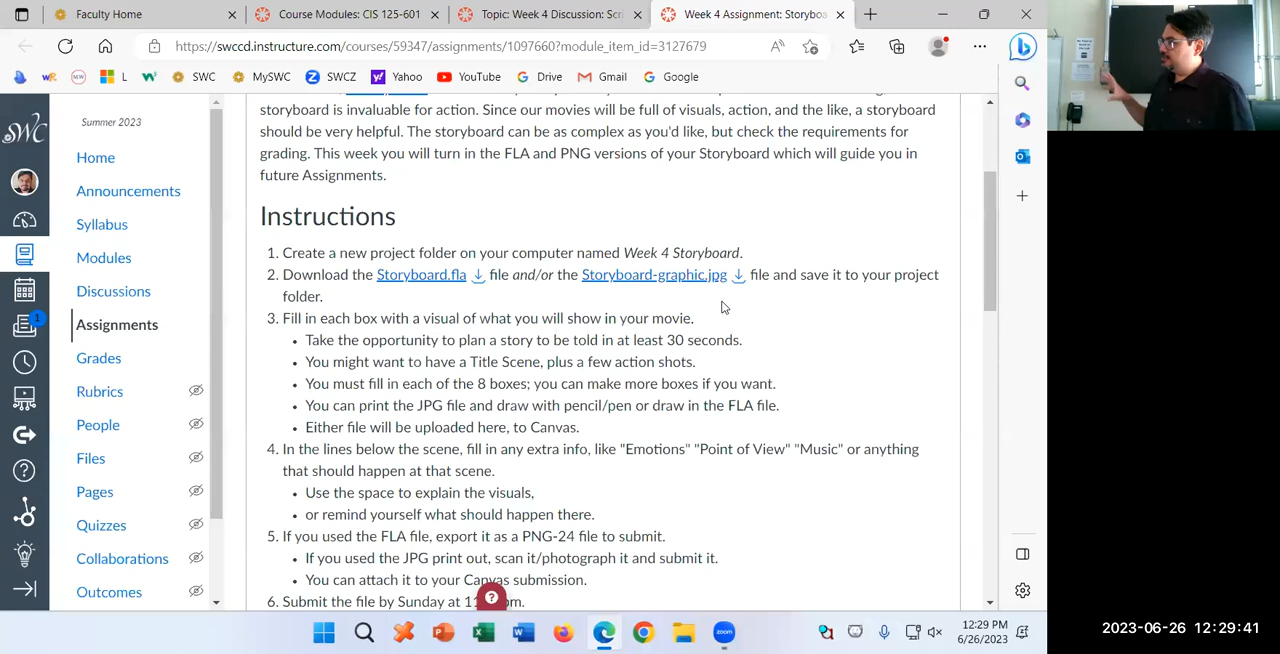 Faculty Home
Course Modules: CIS 125-601
Topic: Week 4 Discussion: Scri
Week 4 Assignment: Storyboa
https://swccd.instructure.com/courses/59347/assignments/1097660?module_item_id=3127679
SWC
MySWC
SWCZ
Yahoo
YouTube
Drive
Gmail
Google
SWC
Summer 2023
Home
Announcements
Syllabus
Modules
Discussions
Assignments
Grades
Rubrics
People
Files
Pages
Quizzes
Collaborations
Outcomes
1
storyboard is invaluable for action. Since our movies will be full of visuals, action, and the like, a storyboard
should be very helpful. The storyboard can be as complex as you'd like, but check the requirements for
grading. This week you will turn in the FLA and PNG versions of your Storyboard which will guide you in
future Assignments.
Instructions
1. Create a new project folder on your computer named Week 4 Storyboard.
2. Download the Storyboard.fla file and/or the Storyboard-graphic.jpg file and save it to your project
folder.
3. Fill in each box with a visual of what you will show in your movie.
• Take the opportunity to plan a story to be told in at least 30 seconds.
• You might want to have a Title Scene, plus a few action shots.
• You must fill in each of the 8 boxes; you can make more boxes if you want.
• You can print the JPG file and draw with pencil/pen or draw in the FLA file.
• Either file will be uploaded here, to Canvas.
4. In the lines below the scene, fill in any extra info, like "Emotions" "Point of View" "Music" or anything
that should happen at that scene.
• Use the space to explain the visuals,
• or remind yourself what should happen there.
5. If you used the FLA file, export it as a PNG-24 file to submit.
• If you used the JPG print out, scan it/photograph it and submit it.
• You can attach it to your Canvas submission.
6. Submit the file by Sunday at 11 pm.
12:29 PM
6/26/2023
zoom
2023-06-26 12:29:41